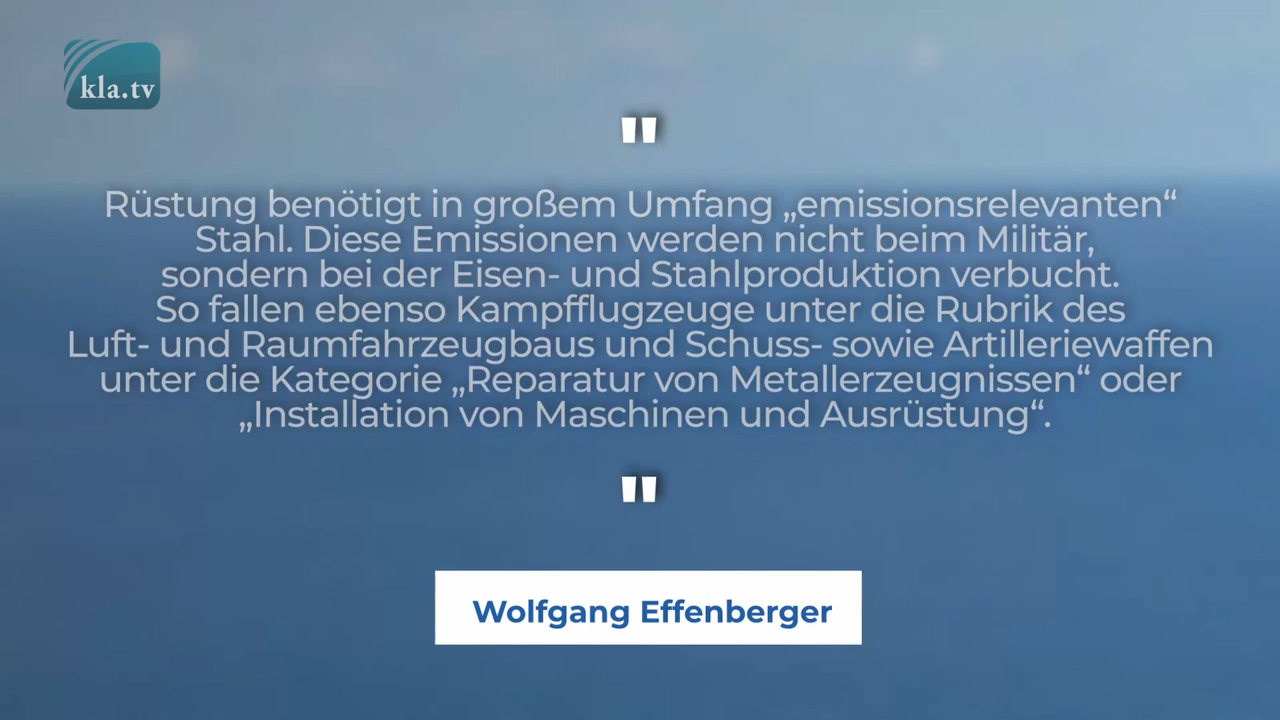 kla.tv
"
Rüstung benötigt in großem Umfang „emissionsrelevanten“
Stahl. Diese Emissionen werden nicht beim Militär,
sondern bei der Eisen- und Stahlproduktion verbucht.
So fallen ebenso Kampfflugzeuge unter die Rubrik des
Luft- und Raumfahrzeugbaus und Schuss- sowie Artilleriewaffen
unter die Kategorie „Reparatur von Metallerzeugnissen“ oder
„Installation von Maschinen und Ausrüstung“.
"
Wolfgang Effenberger